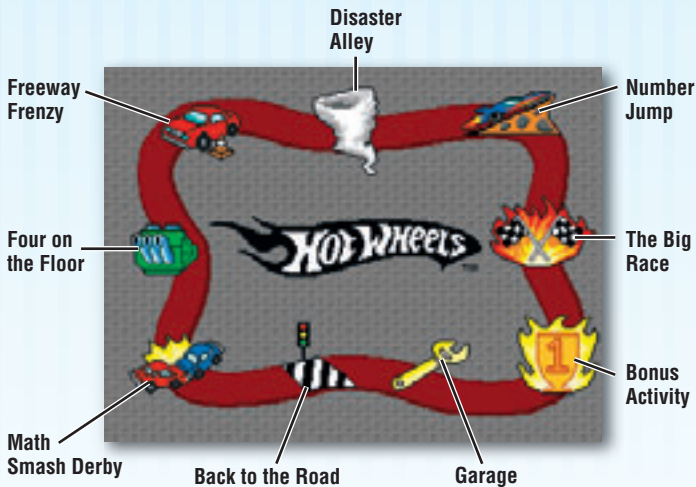 Disaster
Alley
Freeway
Frenzy
Number
Jump
Four on
the Floor
HOT WHEELS
TM
The Big
Race
1
Bonus
Activity
Math
Smash Derby
Back to the Road
Garage